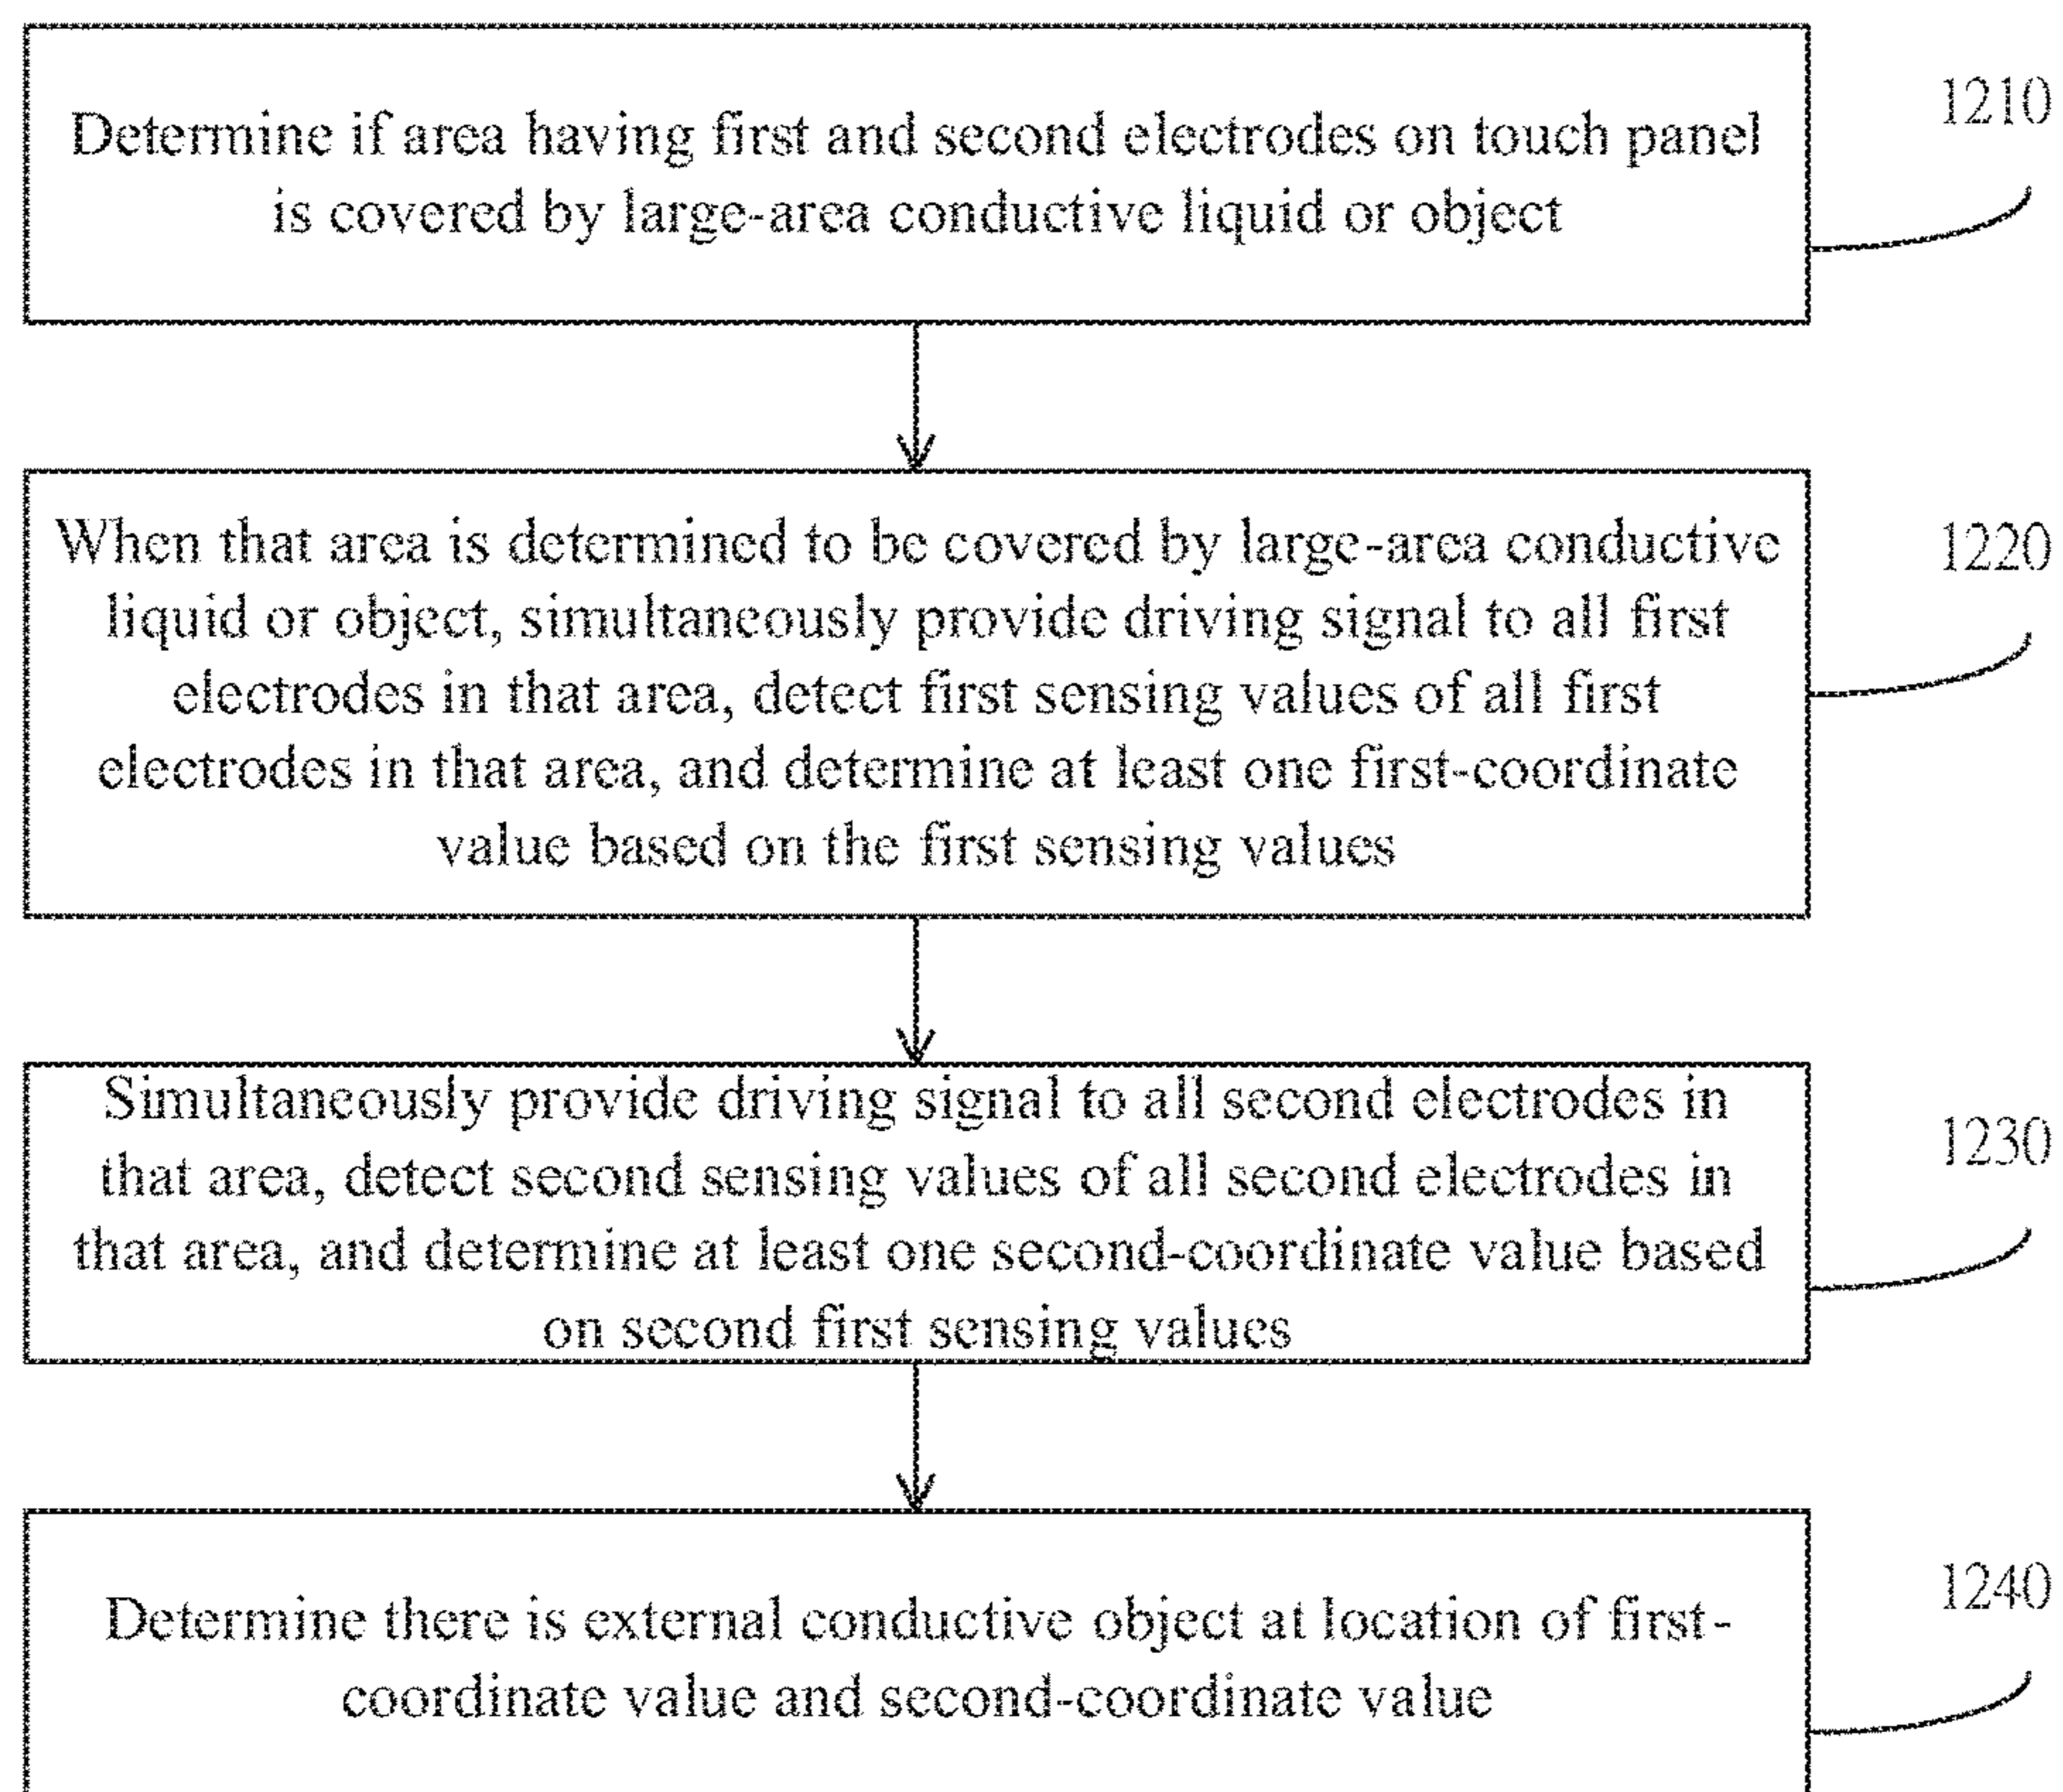 Determine if area having first and second electrodes on touch panel
is covered by large-area conductive liquid or object
1210
When that area is determined to be covered by large-area conductive
liquid or object, simultaneously provide driving signal to all first
electrodes in that area, detect first sensing values of all first
electrodes in that area, and determine at least one first-coordinate
value based on the first sensing values
1220
Simultaneously provide driving signal to all second electrodes in
that area, detect second sensing values of all second electrodes in
that area, and determine at least one second-coordinate value based
on second first sensing values
1230
Determine there is external conductive object at location of first-
coordinate value and second-coordinate value
1240